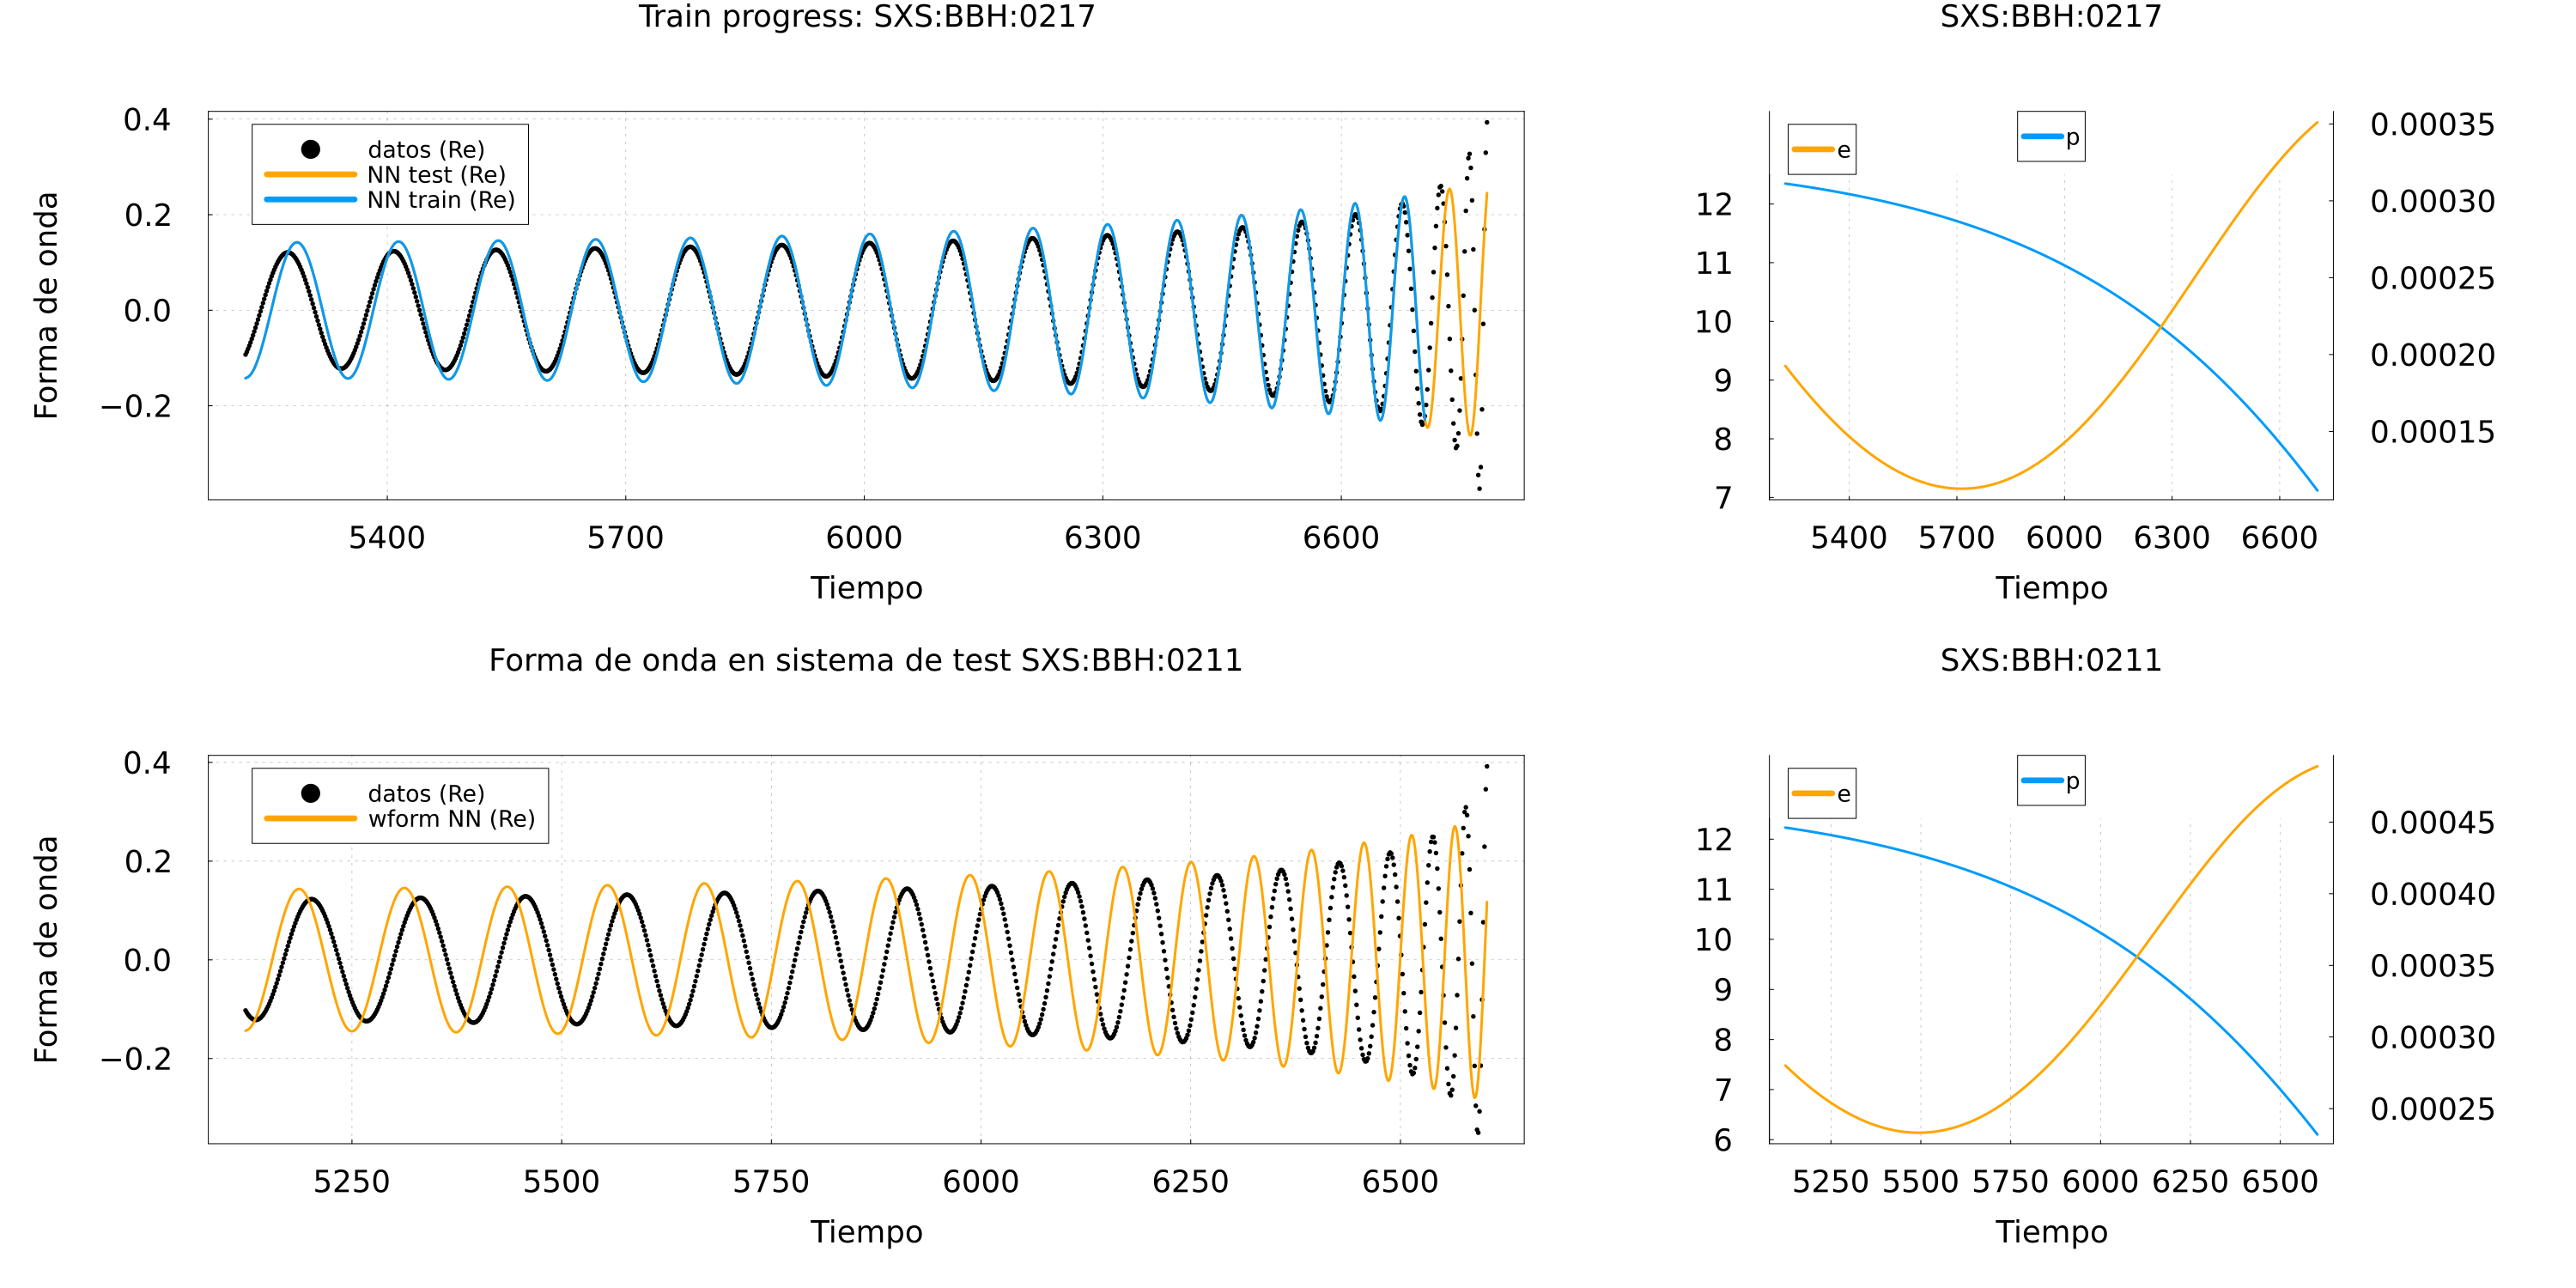 Train progress: SXS:BBH:0217
Forma de onda
0.4
0.2
0.0
−0.2
datos (Re)
NN test (Re)
NN train (Re)
5400 5700 6000 6300 6600
Tiempo
SXS:BBH:0217
12
11
10
9
8
7
e
p
0.00035
0.00030
0.00025
0.00020
0.00015
5400 5700 6000 6300 6600
Tiempo
Forma de onda en sistema de test SXS:BBH:0211
Forma de onda
0.4
0.2
0.0
−0.2
datos (Re)
wform NN (Re)
5250 5500 5750 6000 6250 6500
Tiempo
SXS:BBH:0211
12
11
10
9
8
7
6
e
p
0.00045
0.00040
0.00035
0.00030
0.00025
5250 5500 5750 6000 6250 6500
Tiempo